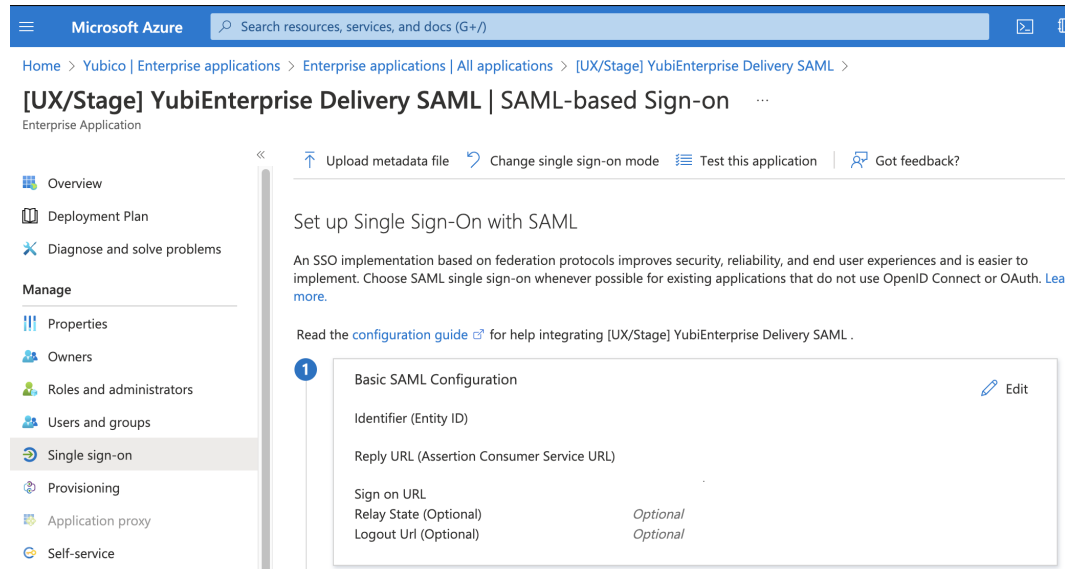 Microsoft Azure
Search resources, services, and docs (G+/)
Home > Yubico | Enterprise applications > Enterprise applications | All applications > [UX/Stage] YubiEnterprise Delivery SAML >
[UX/Stage] YubiEnterprise Delivery SAML | SAML-based Sign-on ...
Enterprise Application
«
Upload metadata file Change single sign-on mode Test this application Got feedback?
Overview
Deployment Plan
Diagnose and solve problems
Manage
Properties
Owners
Roles and administrators
Users and groups
Single sign-on
Provisioning
Application proxy
Self-service
Set up Single Sign-On with SAML
An SSO implementation based on federation protocols improves security, reliability, and end user experiences and is easier to
implement. Choose SAML single sign-on whenever possible for existing applications that do not use OpenID Connect or OAuth. Lea
more.
Read the configuration guide for help integrating [UX/Stage] YubiEnterprise Delivery SAML .
1
Basic SAML Configuration
Edit
Identifier (Entity ID)
Reply URL (Assertion Consumer Service URL)
Sign on URL
Relay State (Optional) Optional
Logout Url (Optional) Optional